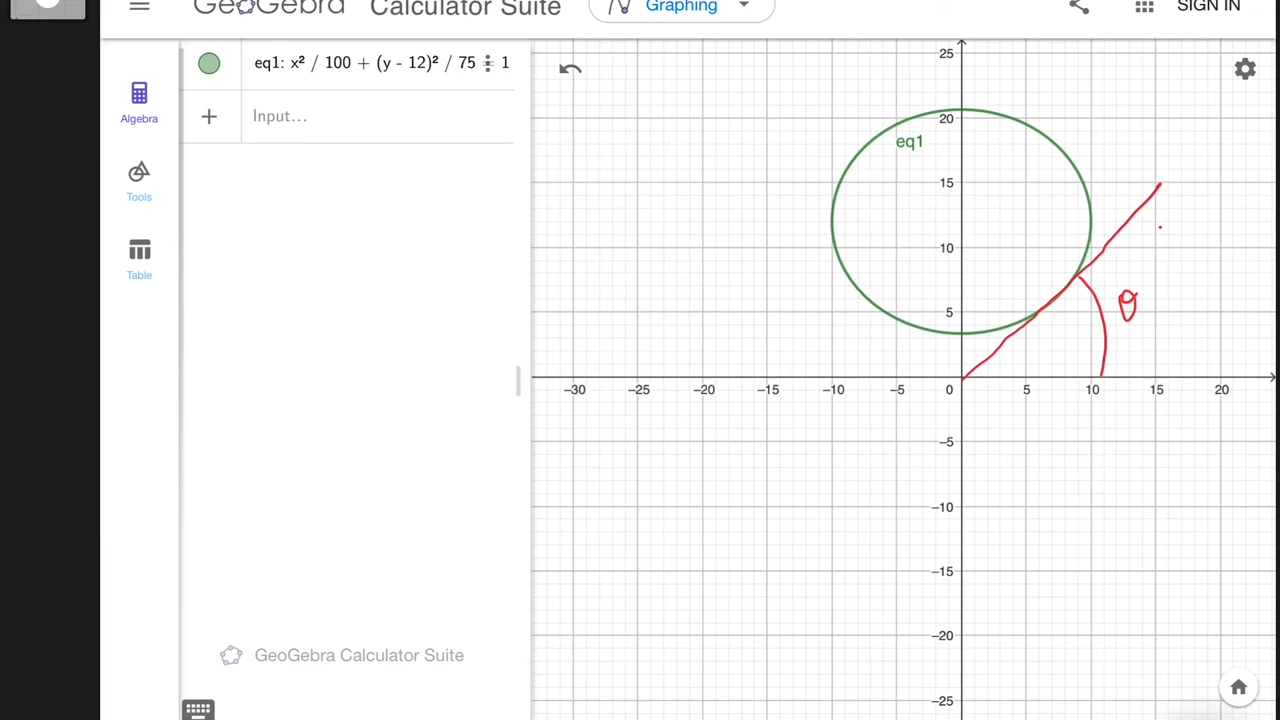 GeoGebra Calculator Suite Graphing SIGN IN
eq1: x² / 100 + (y - 12)² / 75 = 1
Input...
Algebra
Tools
Table
GeoGebra Calculator Suite
eq1
θ
25
20
15
10
5
-30 -25 -20 -15 -10 -5 0 5 10 15 20
-5
-10
-15
-20
-25